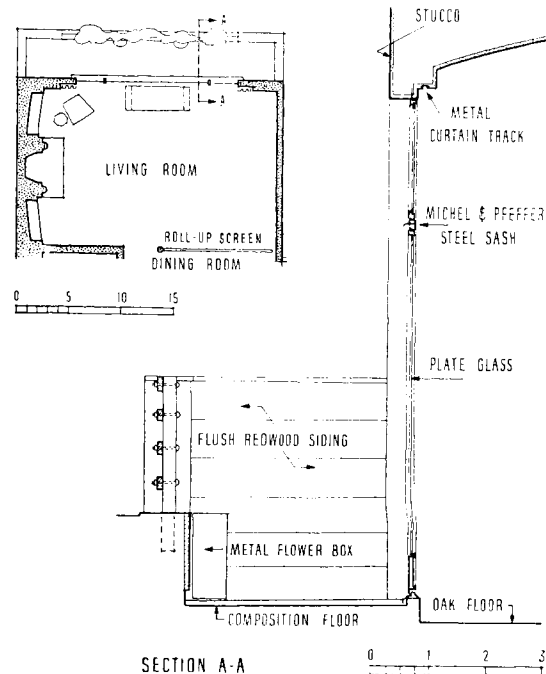 STUCCO
A
A
METAL
CURTAIN TRACK
LIVING ROOM
MICHEL & PFEFFER
STEEL SASH
ROLL-UP SCREEN
DINING ROOM
0 5 10 15
PLATE GLASS
FLUSH REDWOOD SIDING
METAL FLOWER BOX
OAK FLOOR
COMPOSITION FLOOR
SECTION A-A
0 1 2 3